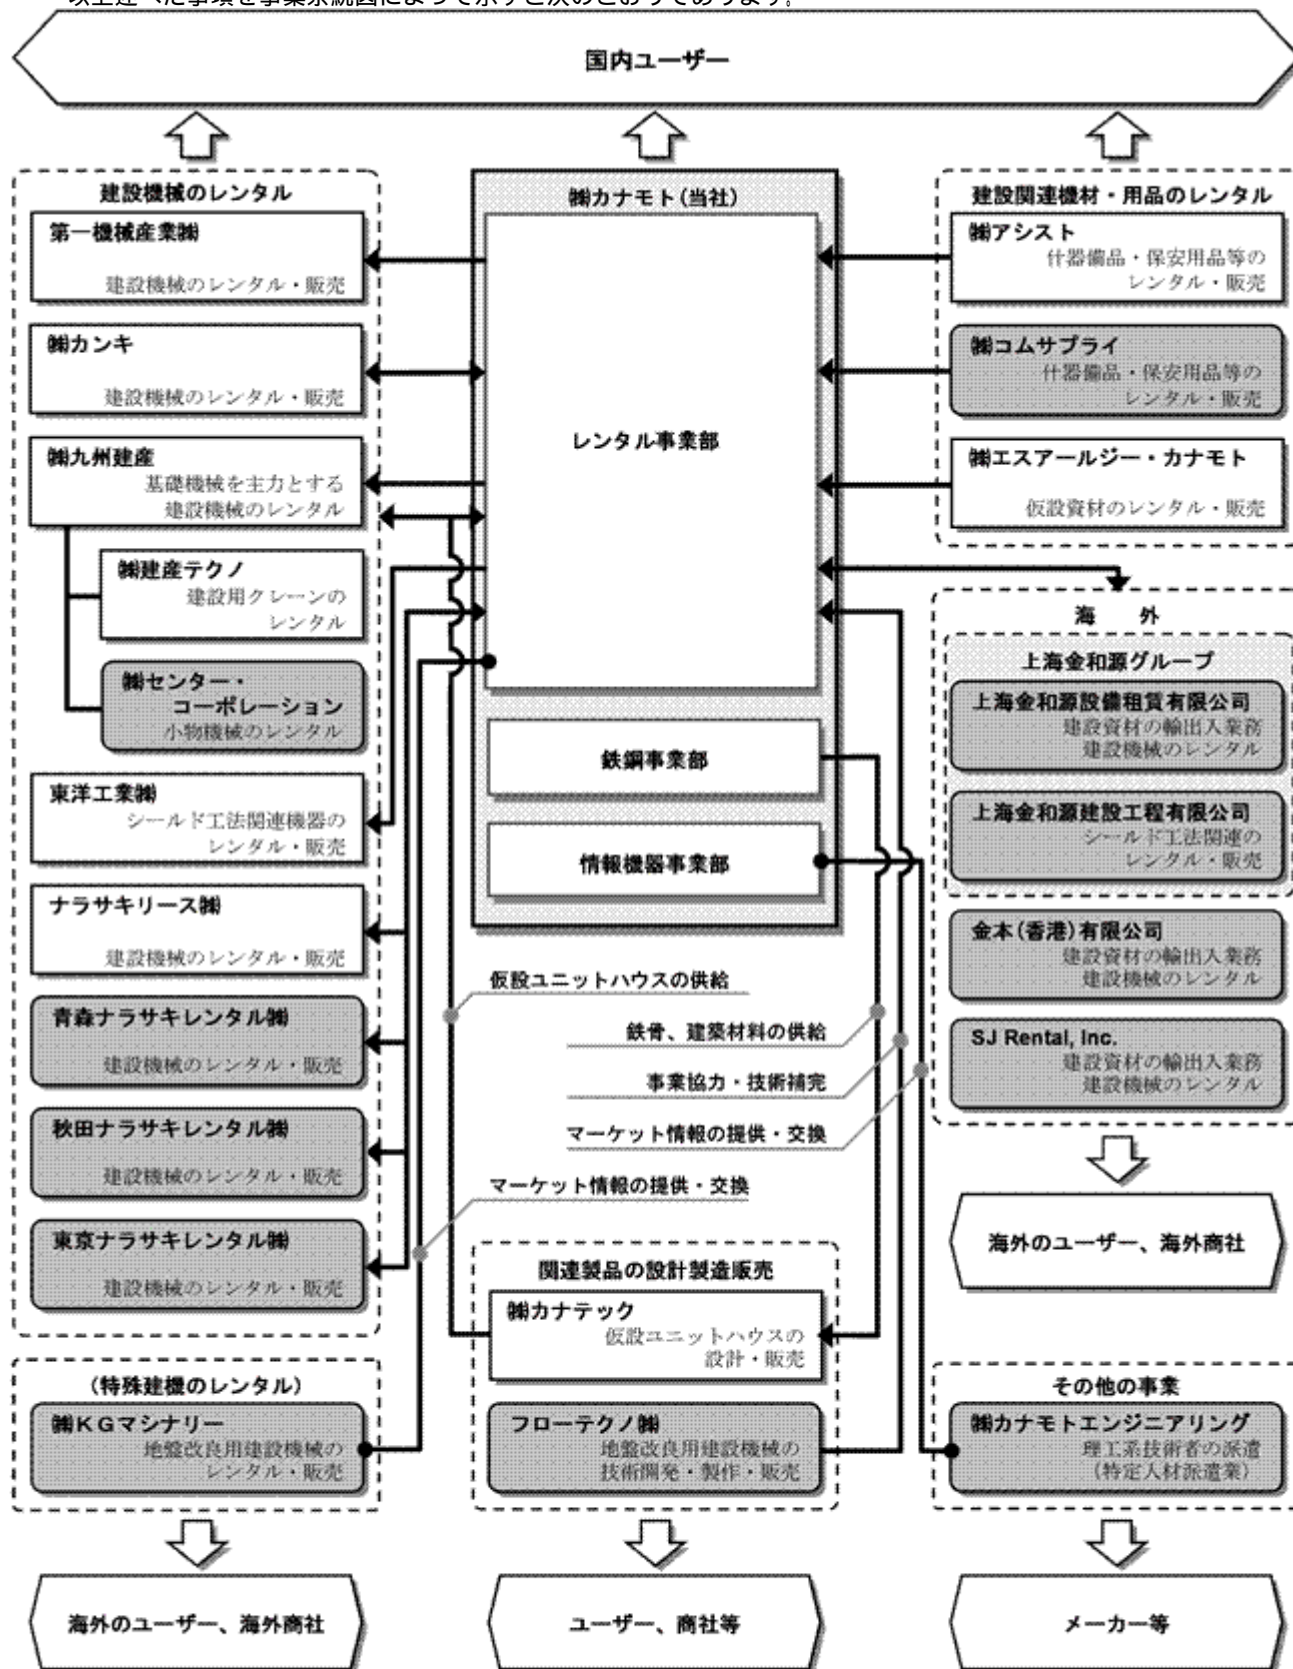 以上述べた事項を事業系統図によって示すと次のとおりであります。
国内ユーザー
建設機械のレンタル
第一機械産業㈱
建設機械のレンタル・販売
㈱カンキ
建設機械のレンタル・販売
㈱九州建産
基礎機械を主力とする
建設機械のレンタル
㈱建産テクノ
建設用クレーンの
レンタル
㈱センター・
コーポレーション
小物機械のレンタル
東洋工業㈱
シールド工法関連機器の
レンタル・販売
ナラサキリース㈱
建設機械のレンタル・販売
青森ナラサキレンタル㈱
建設機械のレンタル・販売
秋田ナラサキレンタル㈱
建設機械のレンタル・販売
東京ナラサキレンタル㈱
建設機械のレンタル・販売
(特殊建機のレンタル)
㈱KGマシナリー
地盤改良用建設機械の
レンタル・販売
海外のユーザー、海外商社
㈱カナモト(当社)
レンタル事業部
鉄鋼事業部
情報機器事業部
仮設ユニットハウスの供給
鉄骨、建築材料の供給
事業協力・技術補完
マーケット情報の提供・交換
マーケット情報の提供・交換
関連製品の設計製造販売
㈱カナテック
仮設ユニットハウスの
設計・販売
フローテクノ㈱
地盤改良用建設機械の
技術開発・製作・販売
ユーザー、商社等
建設関連機材・用品のレンタル
㈱アシスト
什器備品・保安用品等の
レンタル・販売
㈱コムサプライ
什器備品・保安用品等の
レンタル・販売
㈱エスアールジー・カナモト
仮設資材のレンタル・販売
海　外
上海金和源グループ
上海金和源設備租賃有限公司
建設資材の輸出入業務
建設機械のレンタル
上海金和源建設工程有限公司
シールド工法関連の
レンタル・販売
金本(香港)有限公司
建設資材の輸出入業務
建設機械のレンタル
SJ Rental, Inc.
建設資材の輸出入業務
建設機械のレンタル
海外のユーザー、海外商社
その他の事業
㈱カナモトエンジニアリング
理工系技術者の派遣
(特定人材派遣業)
メーカー等